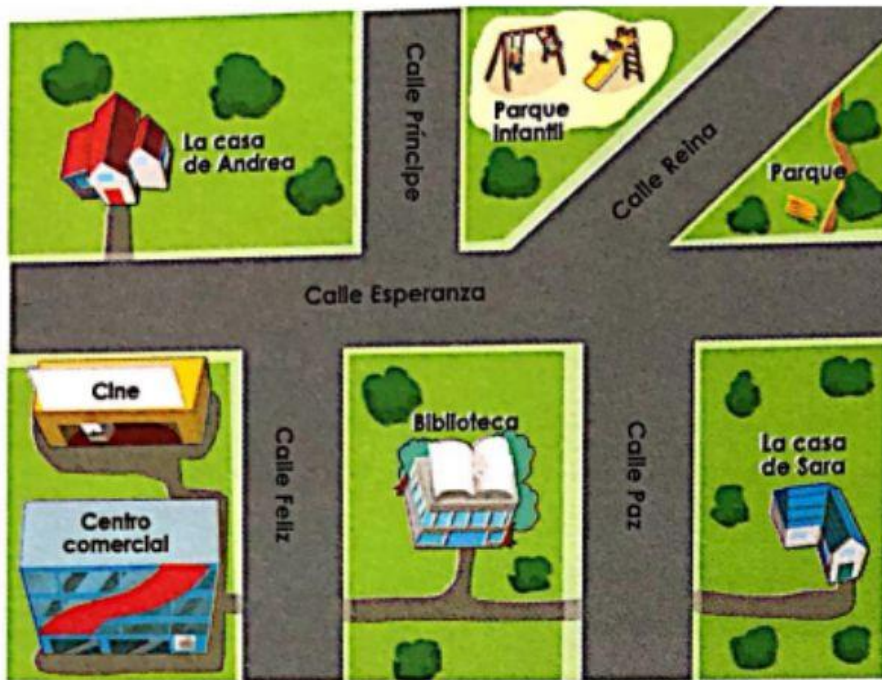 La casa
de Andrea
Calle Príncipe
Parque
Infantil
Calle Reina
Parque
Calle Esperanza
Cine
Centro
comercial
Calle Feliz
Biblioteca
Calle Paz
La casa
de Sara